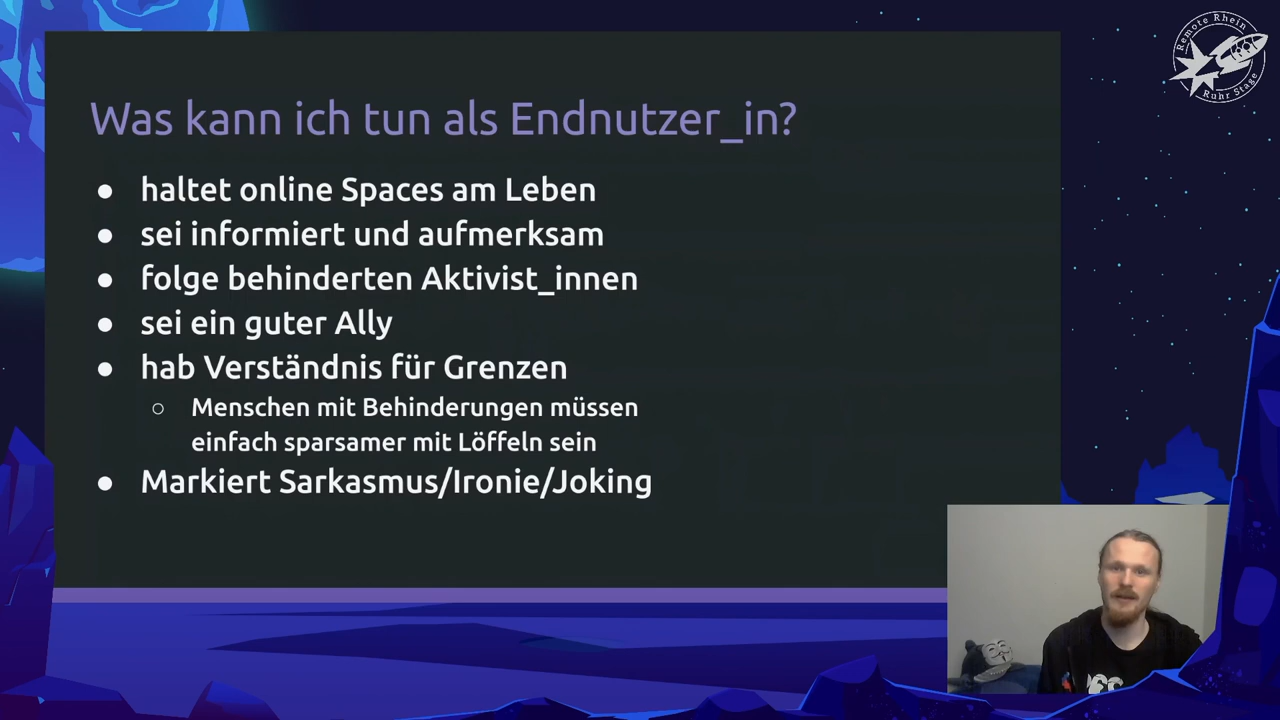 Remote Rhein
Ruhr Stage
Was kann ich tun als Endnutzer_in?
● haltet online Spaces am Leben
● sei informiert und aufmerksam
● folge behinderten Aktivist_innen
● sei ein guter Ally
● hab Verständnis für Grenzen
○ Menschen mit Behinderungen müssen
einfach sparsamer mit Löffeln sein
● Markiert Sarkasmus/Ironie/Joking